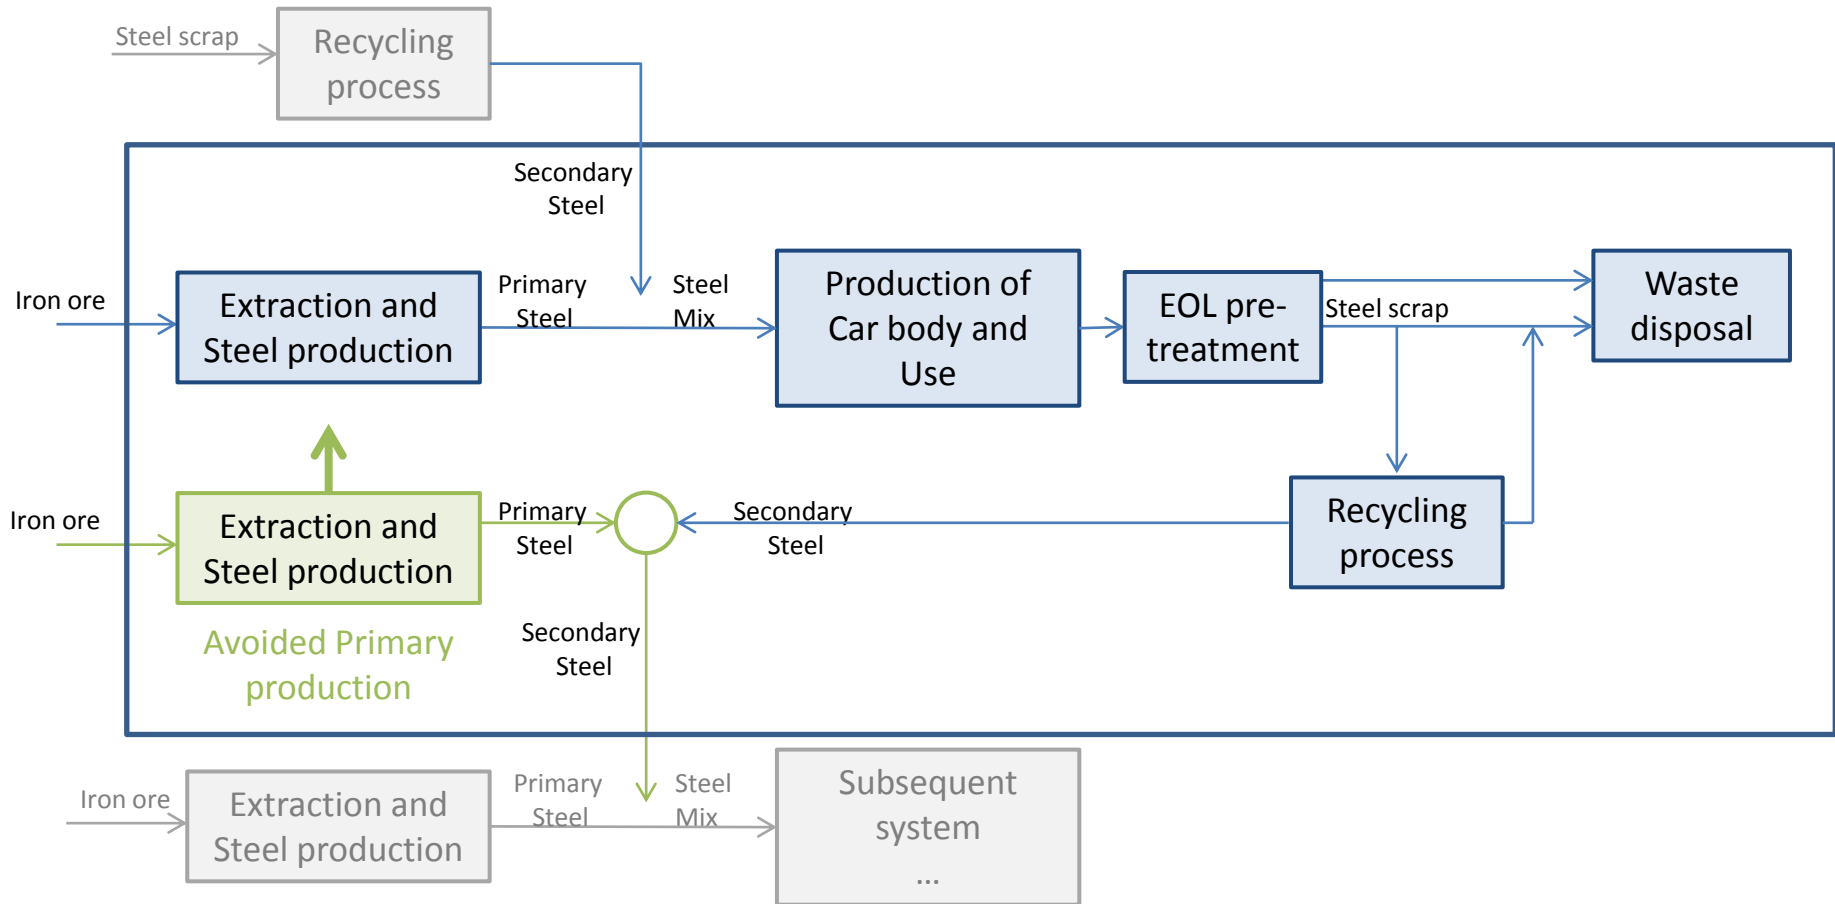 Steel scrap
Recycling
process
Secondary
Steel
Iron ore
Extraction and
Steel production
Primary
Steel
Steel
Mix
Production of
Car body and
Use
EOL pre-
treatment
Steel scrap
Waste
disposal
Iron ore
Extraction and
Steel production
Primary
Steel
Secondary
Steel
Recycling
process
Avoided Primary
production
Secondary
Steel
Iron ore
Extraction and
Steel production
Primary
Steel
Steel
Mix
Subsequent
system
...